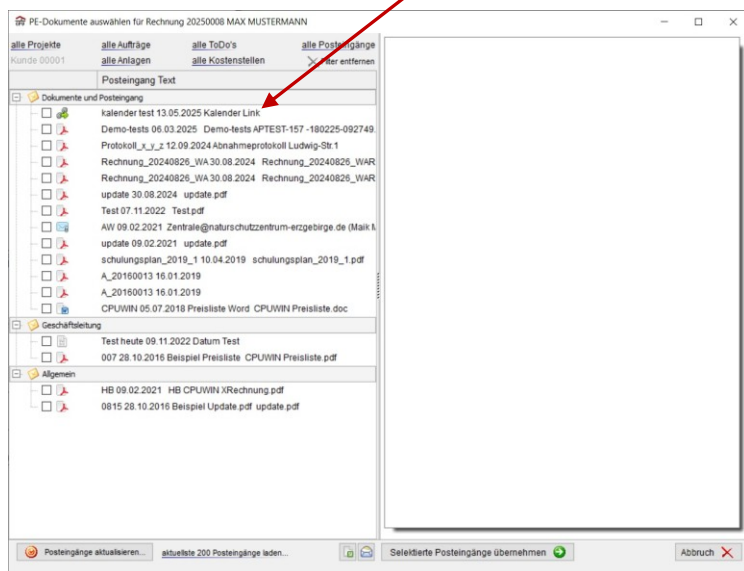 PE-Dokumente auswählen für Rechnung 20250008 MAX MUSTERMANN
alle Projekte alle Aufträge alle ToDo's alle Posteingänge
Kunde 00001 alle Anlagen alle Kostenstellen Filter entfernen
Posteingang Text
Dokumente und Posteingang
kalender test 13.05.2025 Kalender Link
Demo-tests 06.03.2025 Demo-tests APTEST-157 -180225-092749.
Protokoll_x_y_z 12.09.2024 Abnahmeprotokoll Ludwig-Str.1
Rechnung_20240826_WA 30.08.2024 Rechnung_20240826_WAR
Rechnung_20240826_WA 30.08.2024 Rechnung_20240826_WAR
update 30.08.2024 update.pdf
Test 07.11.2022 Test.pdf
AW 09.02.2021 Zentrale@naturschutzzentrum-erzgebirge.de (Maik M
update 09.02.2021 update.pdf
schulungsplan_2019_1 10.04.2019 schulungsplan_2019_1.pdf
A_20160013 16.01.2019
A_20160013 16.01.2019
CPUWIN 05.07.2018 Preisliste Word CPUWIN Preisliste.doc
Geschäftsleitung
Test heute 09.11.2022 Datum Test
007 28.10.2016 Beispiel Preisliste CPUWIN Preisliste.pdf
Allgemein
HB 09.02.2021 HB CPUWIN XRechnung.pdf
0815 28.10.2016 Beispiel Update.pdf update.pdf
Posteingänge aktualisieren... aktuellste 200 Posteingänge laden... Selektierte Posteingänge übernehmen Abbruch